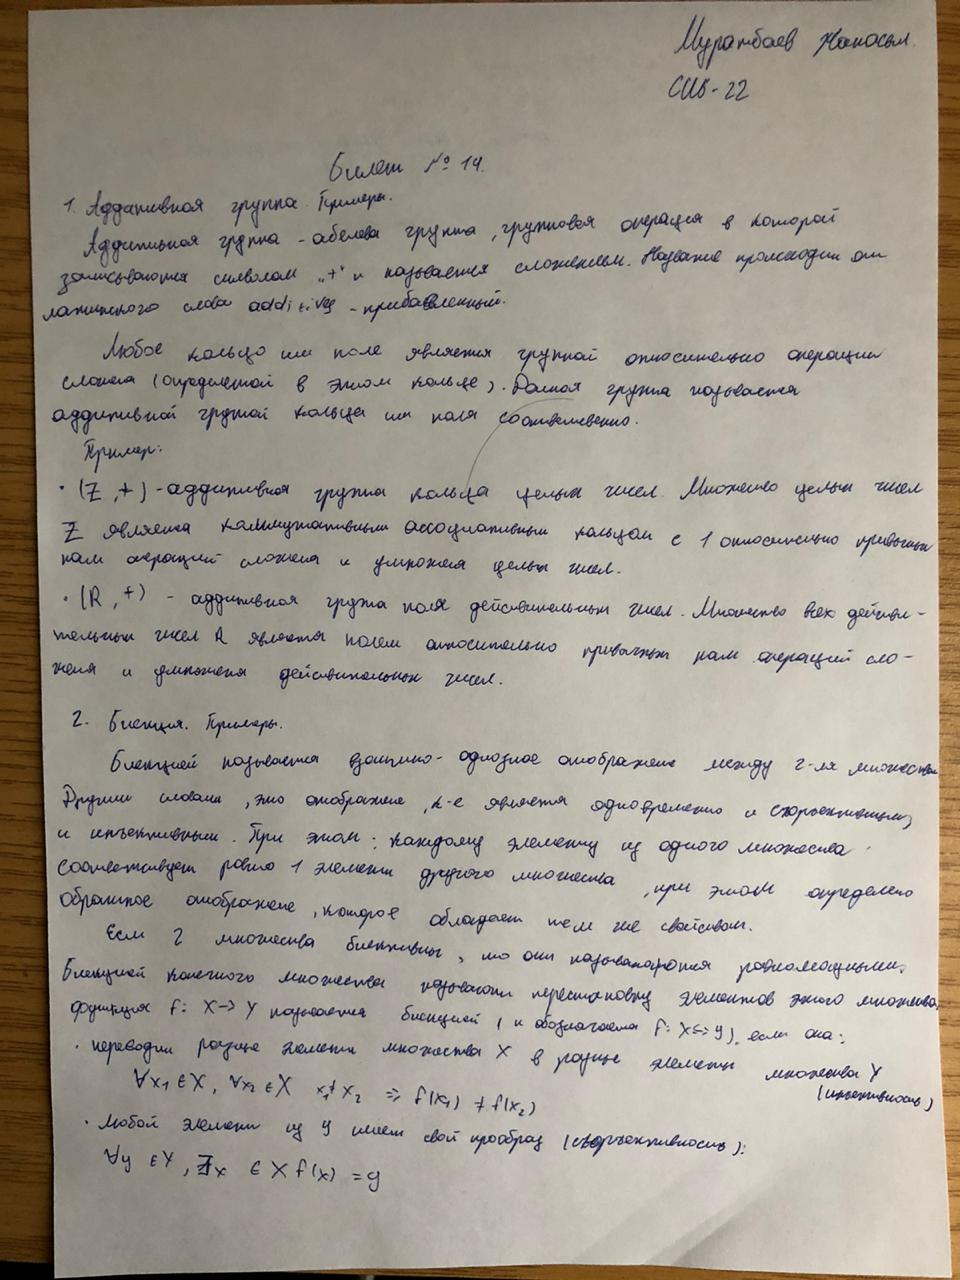 Муратбаев
СИБ-22
Билет № 14.
1. Аддативная группа. Примеры.
Аддитивная группа - абелева группа, групповая операция в которой
записываются символом „+" и называется сложением. Название происходит от
латинского слова additivus - прибавленный.
Любое кольцо или поле является группой относительно операции
сложения (определенной в этом кольце). Данная группа называется
аддитивной группой кольца или поля соответственно.
Пример:
· (Z, +) - аддитивная группа кольца целых чисел. Множество целых чисел
Z является коммутативным ассоциативным кольцом с 1 относительно привычных
нам операций сложения и умножения целых чисел.
· (R, +) - аддитивная группа поля действительных чисел. Множество всех действи-
тельных чисел R является полем относительно привычных нам операций сло-
жения и умножения действительных чисел.
2. Биекция. Примеры.
Биекцией называется взаимно-однозное отображение между 2-мя множества
Другими словами, это отображение, к-е является одновременно и сюръективным,
и инъективным. При этом: каждому элементу из одного множества
соответствует ровно 1 элемент другого множества, при этом определено
обратное отображение, которое обладает тем же свойством.
Если 2 множества биективны, то они называются равномощными.
Биекцией конечного множества называют перестановку элементов этого множества,
функция f: X -> Y называется биекцией (и обозначаема f: X<=>y), если она:
· переводит разные элементы множества X в разные элементы множества Y
(инъективность)
∀x₁ ∈ X, ∀x₂ ∈ X x₁≠x₂ => f(x₁) ≠ f(x₂)
· Любой элемент из y имеет свой прообраз (сюръективность):
∀y ∈ Y, ∃x ∈ X f(x) = y